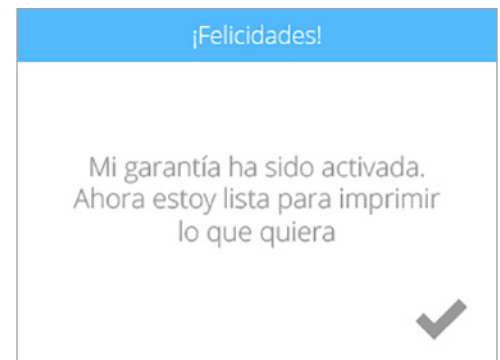 ¡Felicidades!
Mi garantía ha sido activada.
Ahora estoy lista para imprimir
lo que quiera